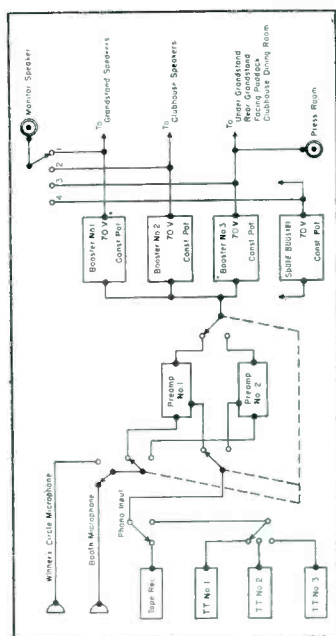 Monitor Speaker
1
2
3
4
To
Grandstand Speakers
To
Clubhouse Speakers
To
Under Grandstand
Rear Grandstand
Facing Paddock
Clubhouse Dining Room
Press Room
Booster No.1
70 V
Const Pot
Booster No.2
70 V
Const Pot
Booster No.3
70 V
Const Pot
Spare Booster
70 V
Const Pot
Preamp
No. 1
Preamp
No. 2
Winners Circle Microphone
Booth Microphone
Phono Input
Tape Rec.
TT No 1
TT No 2
TT No 3